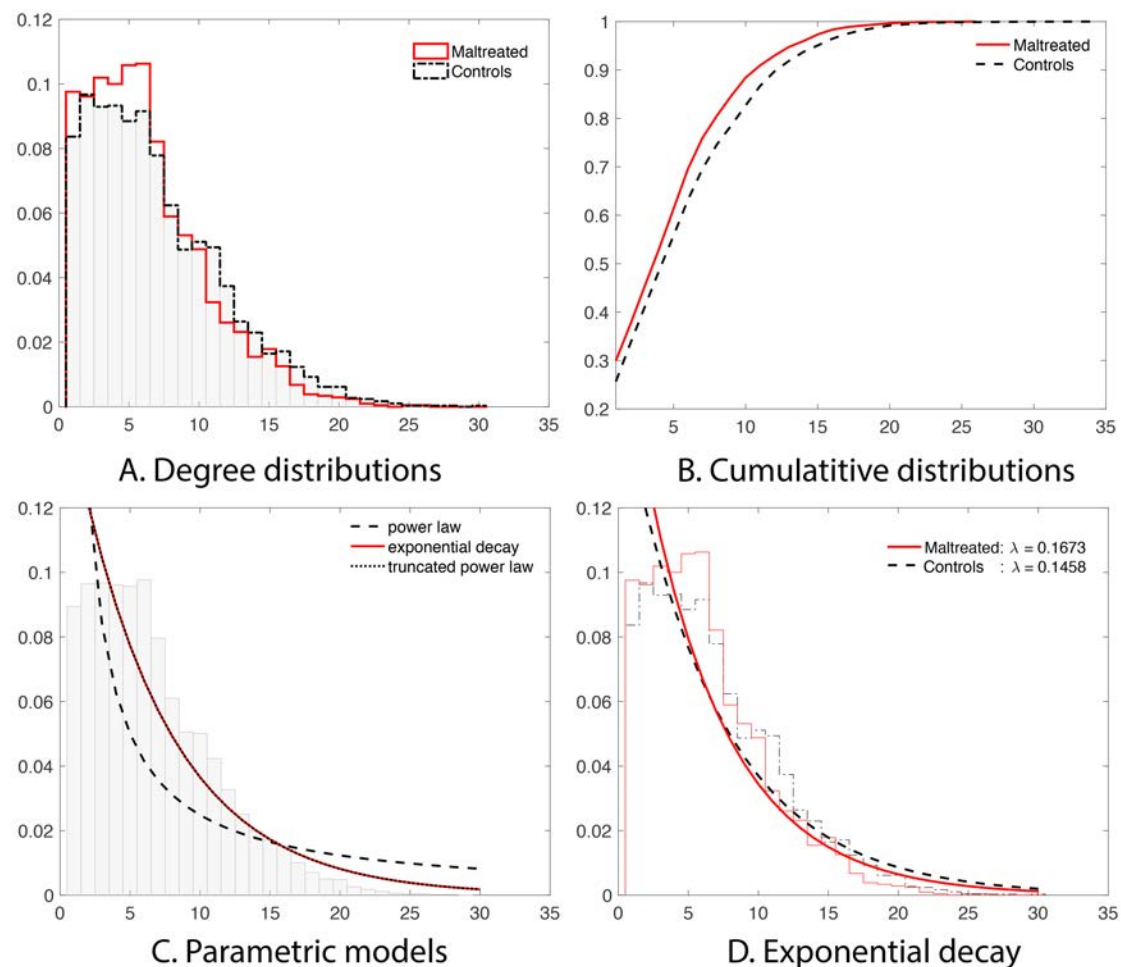 0.12
0.1
0.08
0.06
0.04
0.02
0
0 5 10 15 20 25 30 35
Maltreated
Controls
A. Degree distributions
1
0.9
0.8
0.7
0.6
0.5
0.4
0.3
0.2
5 10 15 20 25 30 35
Maltreated
Controls
B. Cumulatitive distributions
0.12
0.1
0.08
0.06
0.04
0.02
0
0 5 10 15 20 25 30 35
power law
exponential decay
truncated power law
C. Parametric models
0.12
0.1
0.08
0.06
0.04
0.02
0
0 5 10 15 20 25 30 35
Maltreated: λ = 0.1673
Controls : λ = 0.1458
D. Exponential decay